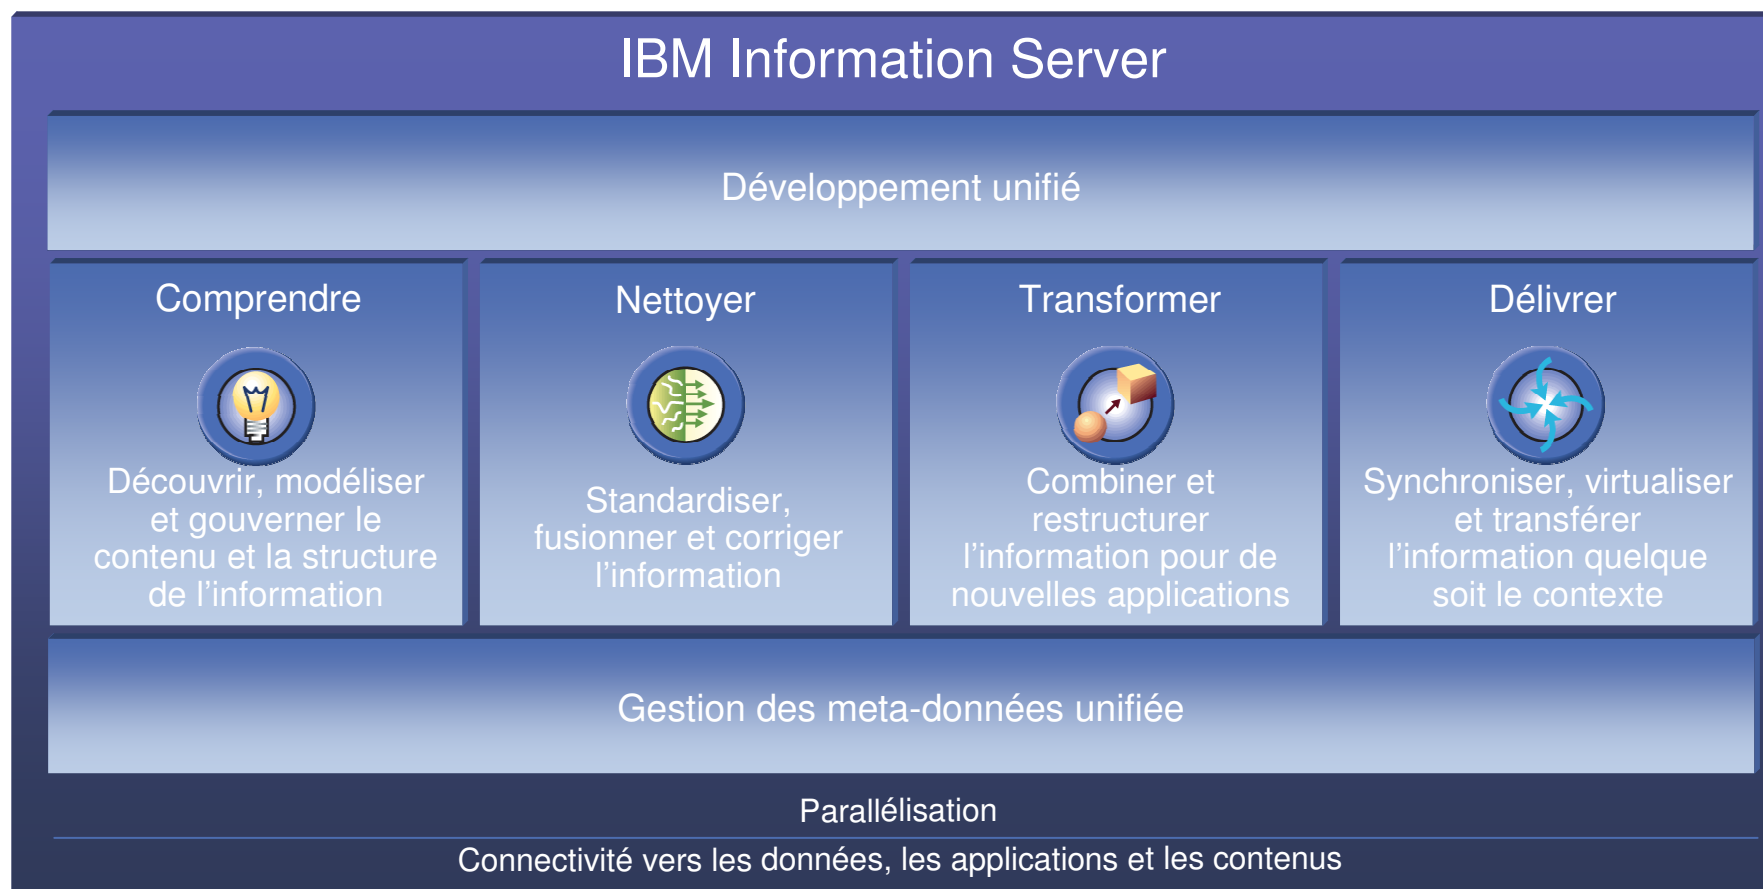 IBM Information Server
Développement unifié
Comprendre
Découvrir, modéliser
et gouverner le
contenu et la structure
de l'information
Nettoyer
Standardiser,
fusionner et corriger
l'information
Transformer
Combiner et
restructurer
l'information pour de
nouvelles applications
Délivrer
Synchroniser, virtualiser
et transférer
l'information quelque
soit le contexte
Gestion des meta-données unifiée
Parallélisation
Connectivité vers les données, les applications et les contenus